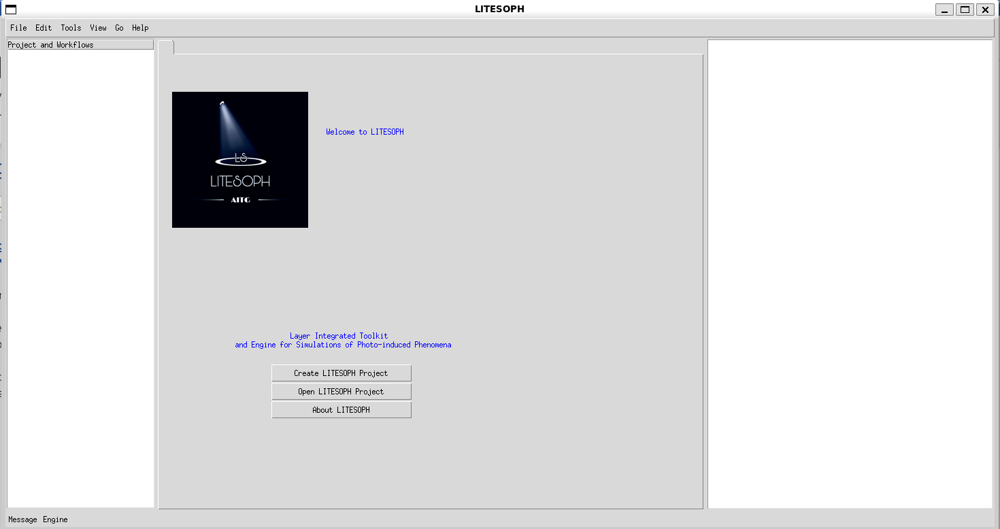 LITESOPH
File Edit Tools View Go Help
Project and Workflows
LS
LITESOPH
AITG
Welcome to LITESOPH
Layer Integrated Toolkit
and Engine for Simulations of Photo-induced Phenomena
Create LITESOPH Project
Open LITESOPH Project
About LITESOPH
Message Engine